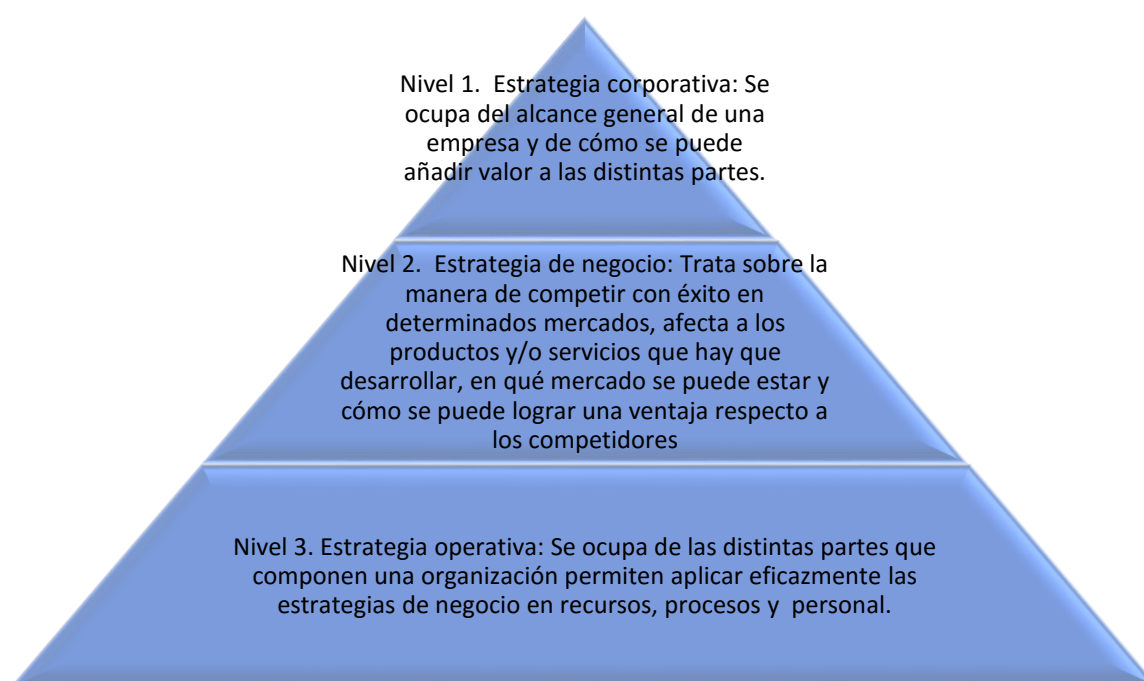 Nivel 1.  Estrategia corporativa: Se
ocupa del alcance general de una
empresa y de cómo se puede
añadir valor a las distintas partes.
Nivel 2.  Estrategia de negocio: Trata sobre la
manera de competir con éxito en
determinados mercados, afecta a los
productos y/o servicios que hay que
desarrollar, en qué mercado se puede estar y
cómo se puede lograr una ventaja respecto a
los competidores
Nivel 3. Estrategia operativa: Se ocupa de las distintas partes que
componen una organización permiten aplicar eficazmente las
estrategias de negocio en recursos, procesos y  personal.